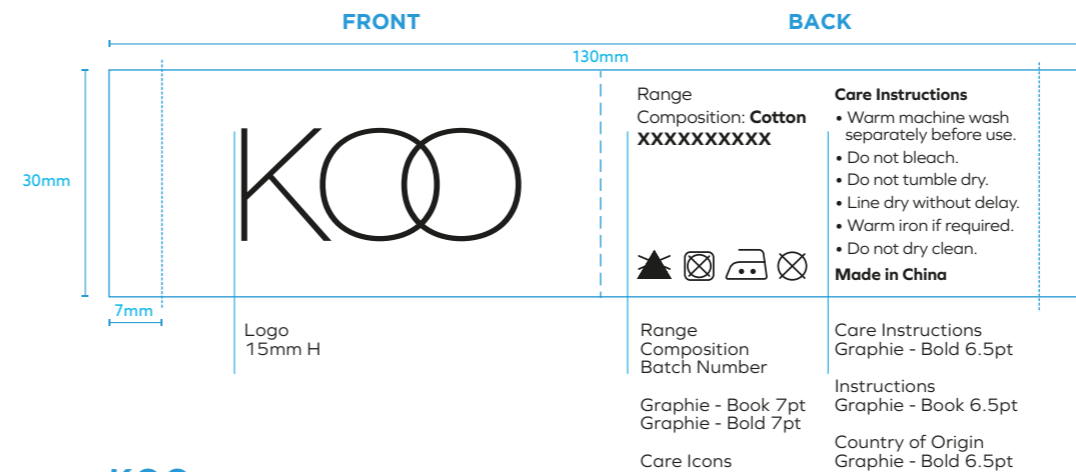 FRONT
BACK
130mm
30mm
7mm
KOO
Range
Composition: Cotton
XXXXXXXXXX
Care Instructions
• Warm machine wash
separately before use.
• Do not bleach.
• Do not tumble dry.
• Line dry without delay.
• Warm iron if required.
• Do not dry clean.
Made in China
Logo
15mm H
Range
Composition
Batch Number
Graphie - Book 7pt
Graphie - Bold 7pt
Care Icons
Care Instructions
Graphie - Bold 6.5pt
Instructions
Graphie - Book 6.5pt
Country of Origin
Graphie - Bold 6.5pt